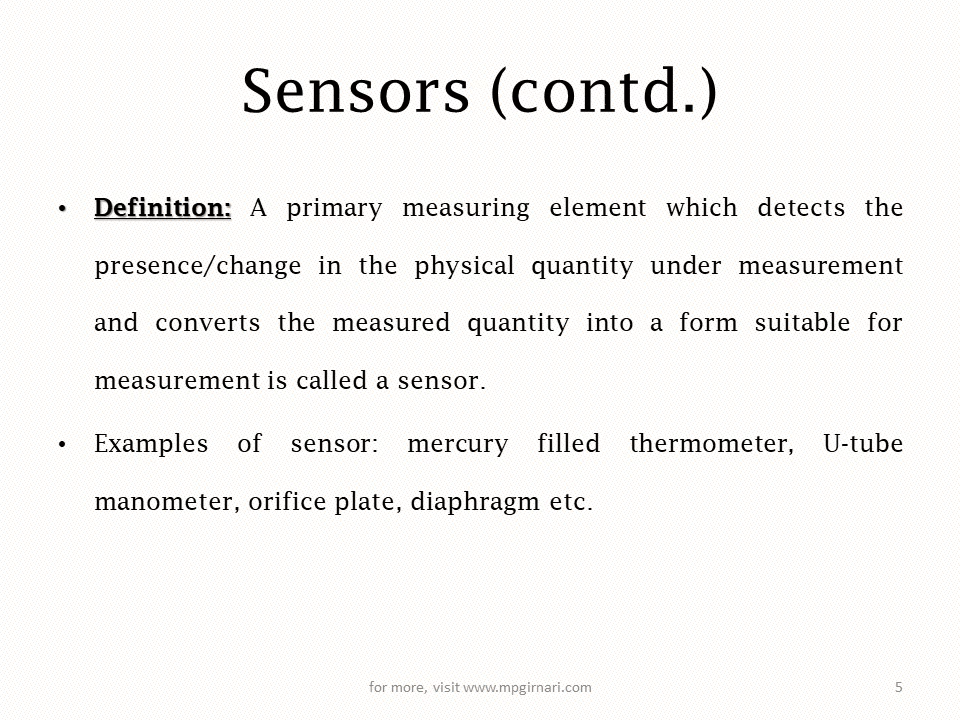 Sensors (contd.)
• Definition: A primary measuring element which detects the
presence/change in the physical quantity under measurement
and converts the measured quantity into a form suitable for
measurement is called a sensor.
• Examples of sensor: mercury filled thermometer, U-tube
manometer, orifice plate, diaphragm etc.
for more, visit www.mpgirnari.com 5